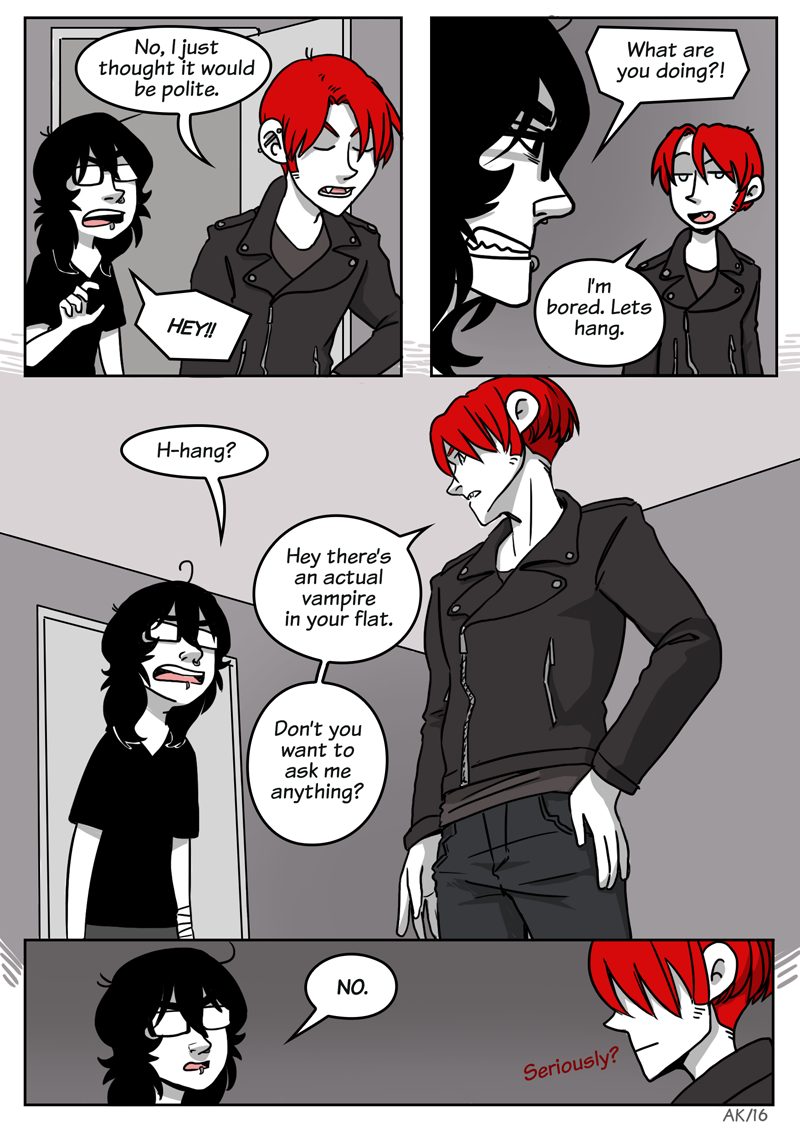 No, I just
thought it would
be polite.
HEY!!
What are
you doing?!
I'm
bored. Lets
hang.
H-hang?
Hey there's
an actual
vampire
in your flat.
Don't you
want to
ask me
anything?
NO.
Seriously?
AK/16